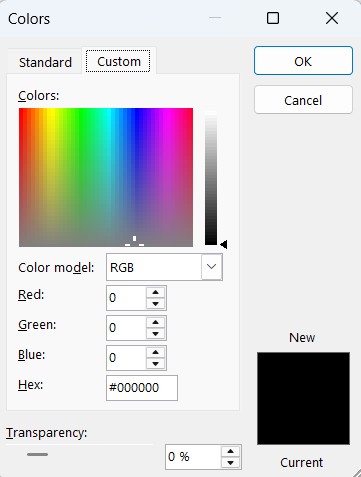 Colors
Standard
Custom
OK
Cancel
Colors:
Color model:
RGB
Red:
0
Green:
0
Blue:
0
Hex:
#000000
New
Current
Transparency:
0 %